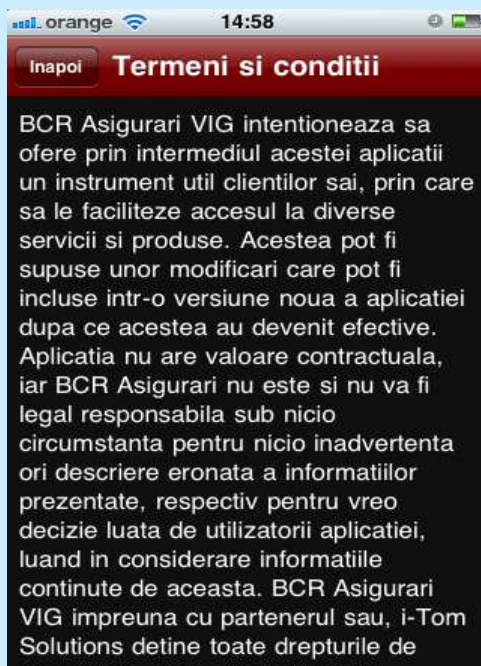 orange 14:58
Inapoi Termeni si conditii
BCR Asigurari VIG intentioneaza sa
ofere prin intermediul acestei aplicatii
un instrument util clientilor sai, prin care
sa le faciliteze accesul la diverse
servicii si produse. Acestea pot fi
supuse unor modificari care pot fi
incluse intr-o versiune noua a aplicatiei
dupa ce acestea au devenit efective.
Aplicatia nu are valoare contractuala,
iar BCR Asigurari nu este si nu va fi
legal responsabila sub nicio
circumstanta pentru nicio inadvertenta
ori descriere eronata a informatiilor
prezentate, respectiv pentru vreo
decizie luata de utilizatorii aplicatiei,
luand in considerare informatiile
continute de aceasta. BCR Asigurari
VIG impreuna cu partenerul sau, i-Tom
Solutions detine toate drepturile de